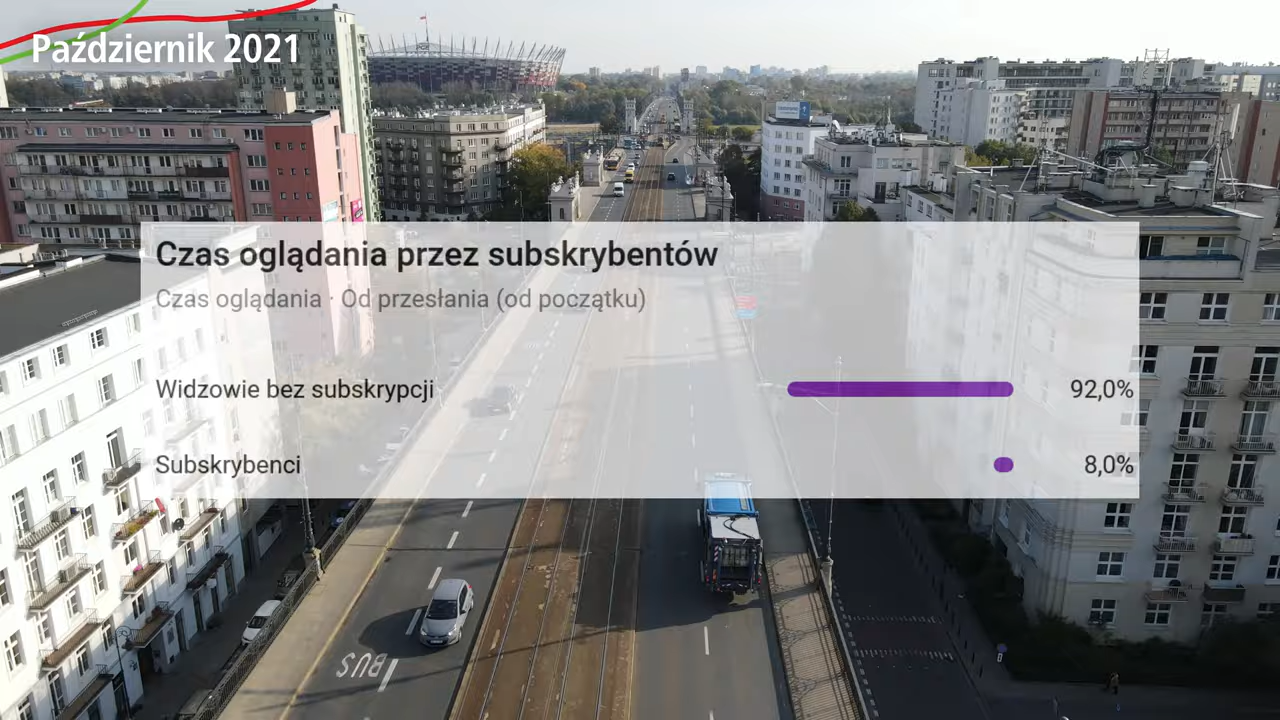 Październik 2021
Czas oglądania przez subskrybentów
Czas oglądania · Od przesłania (od początku)
Widzowie bez subskrypcji
92,0%
Subskrybenci
8,0%
BUS